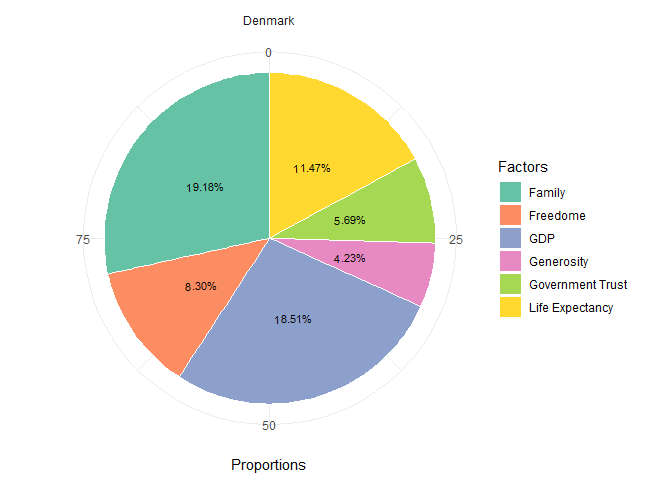 Denmark
0
11.47%
19.18%
5.69%
75
25
4.23%
8.30%
18.51%
50
Proportions
Factors
Family
Freedome
GDP
Generosity
Government Trust
Life Expectancy